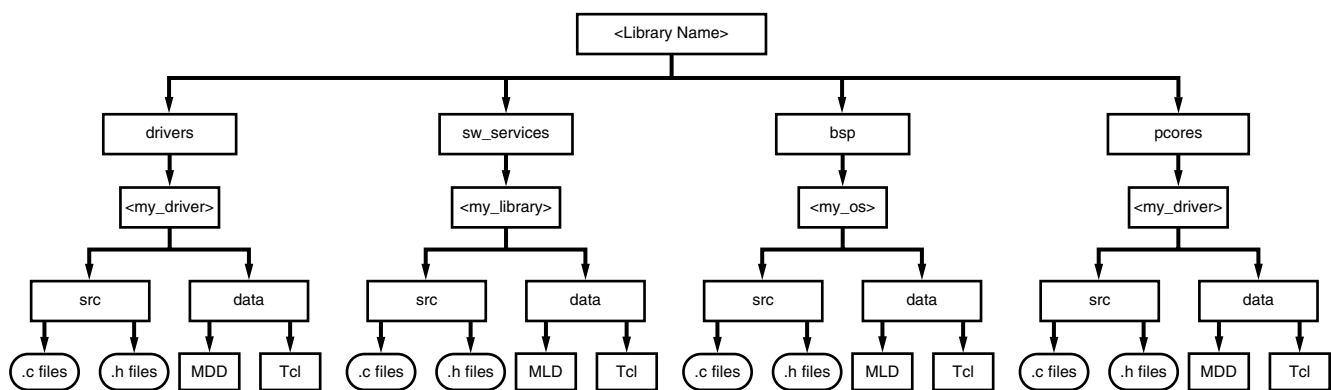 <Library Name>
drivers
sw_services
bsp
pcores
<my_driver>
<my_library>
<my_os>
<my_driver>
src
data
src
data
src
data
src
data
.c files
.h files
MDD
Tcl
.c files
.h files
MLD
Tcl
.c files
.h files
MLD
Tcl
.c files
.h files
MDD
Tcl